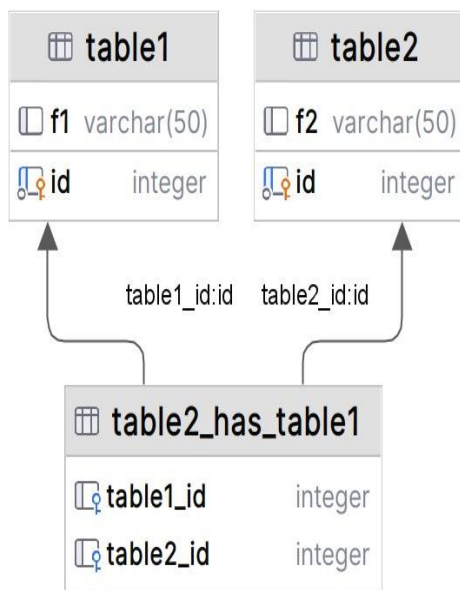 table1
f1 varchar(50)
id integer
table2
f2 varchar(50)
id integer
table1_id:id
table2_id:id
table2_has_table1
table1_id integer
table2_id integer